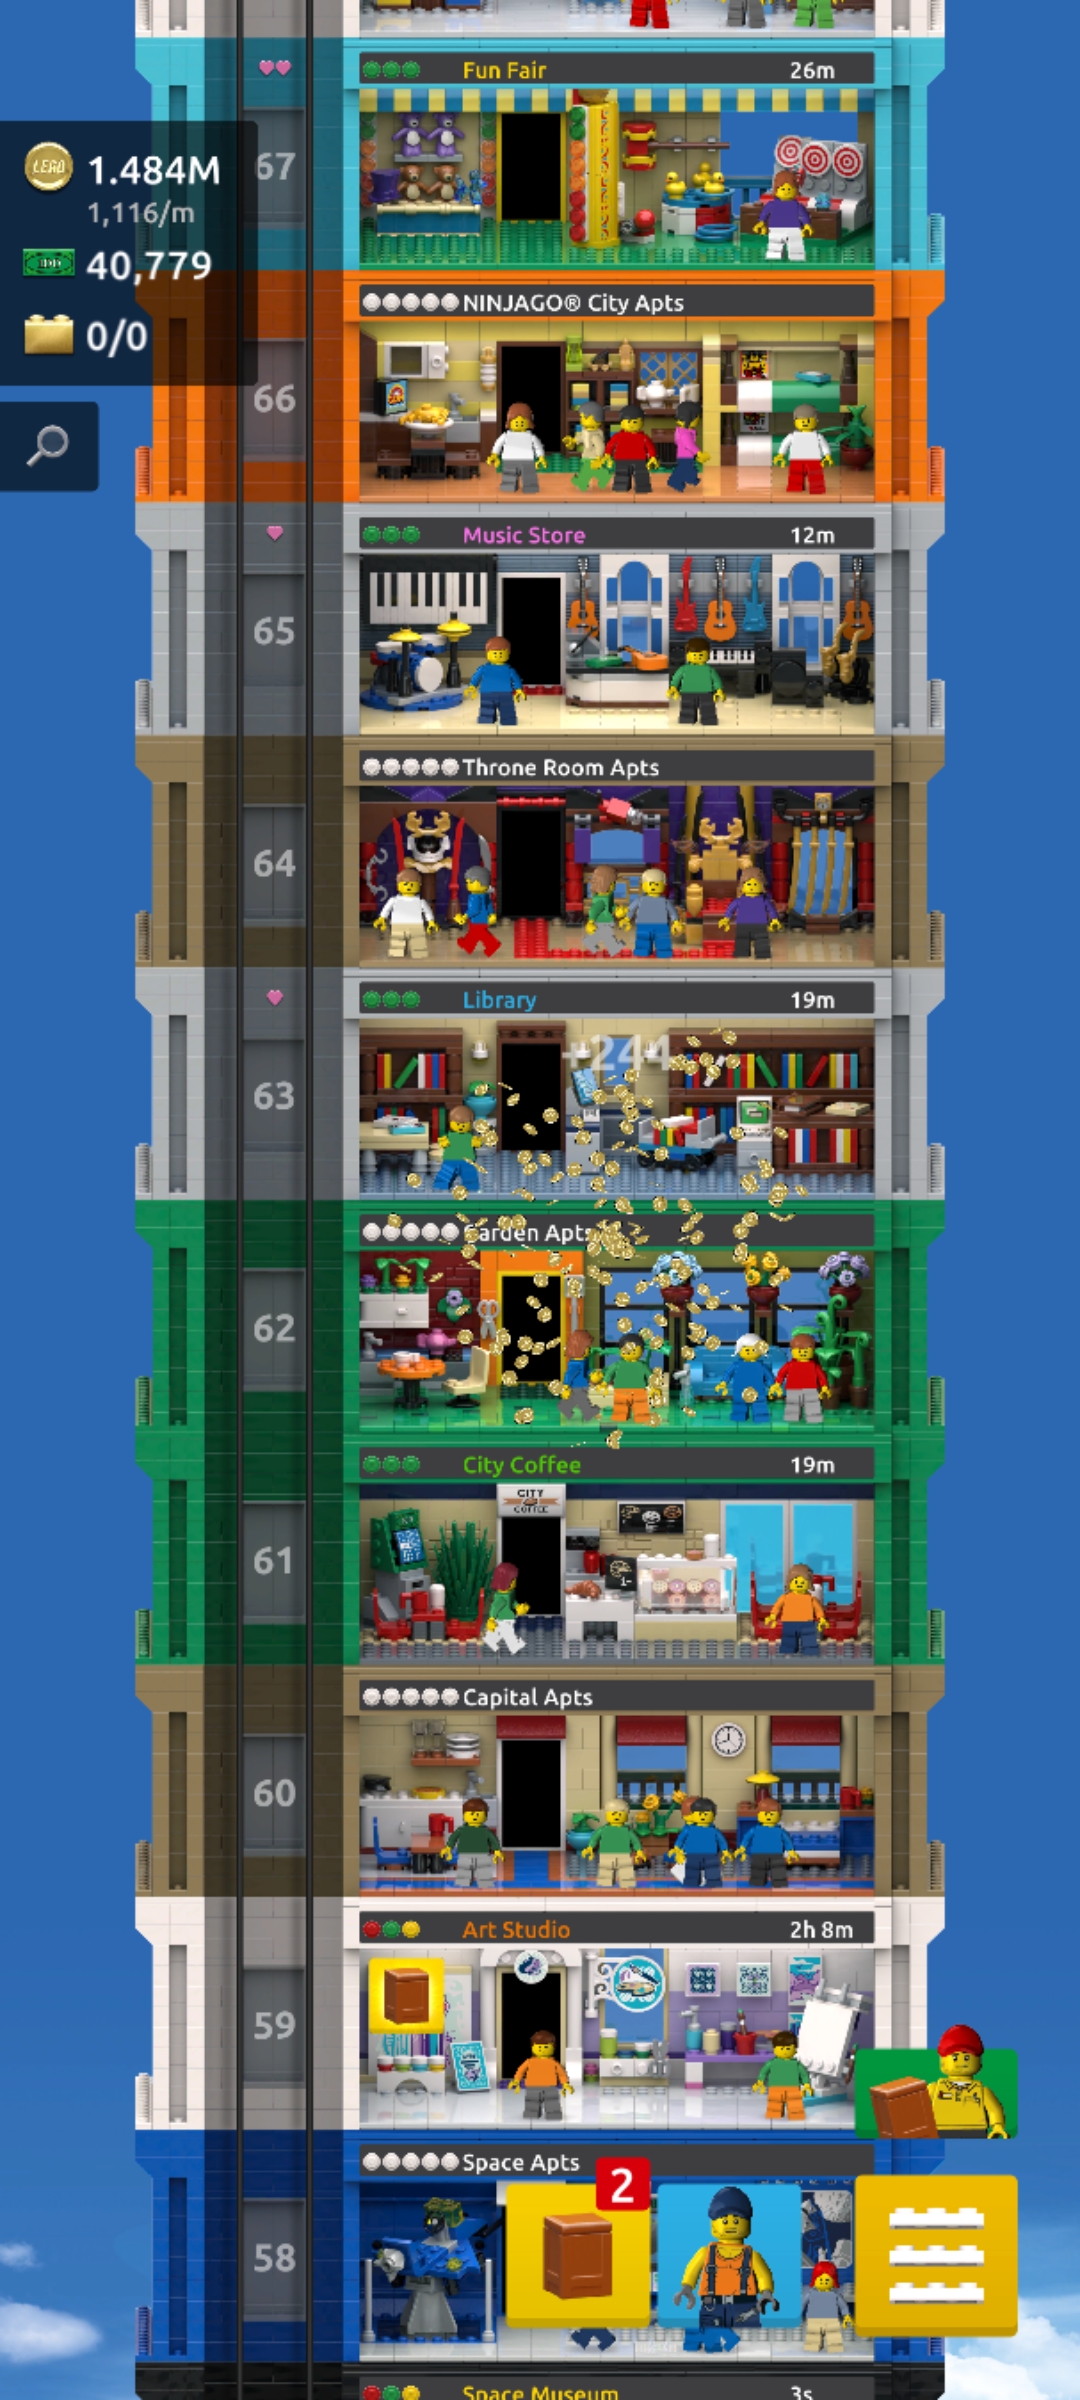 Fun Fair 26m
67
LEGO 1.484M
1,116/m
40,779
0/0
NINJAGO® City Apts
66
Music Store 12m
65
Throne Room Apts
64
Library 19m
+244
63
Garden Apts
62
City Coffee 19m
CITY
COFFEE
61
Capital Apts
60
Art Studio 2h 8m
59
Space Apts
2
58
Space Museum 3s